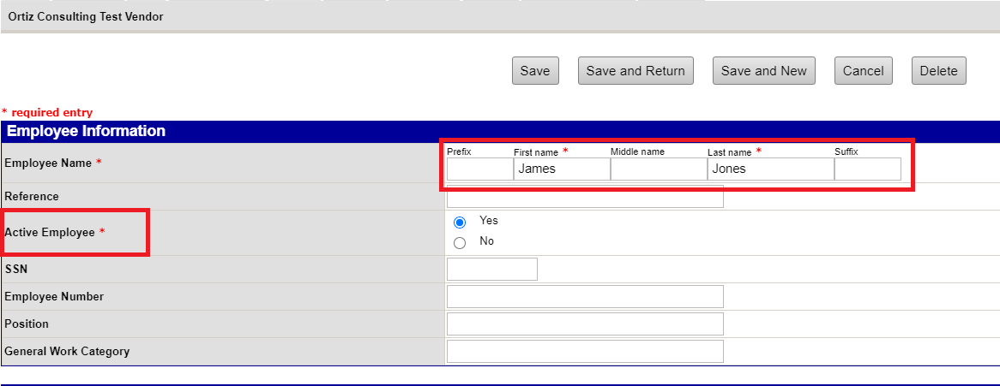 Ortiz Consulting Test Vendor
Save Save and Return Save and New Cancel Delete
* required entry
Employee Information
Prefix First name * Middle name Last name * Suffix
Employee Name * James Jones
Reference
Active Employee * Yes
No
SSN
Employee Number
Position
General Work Category